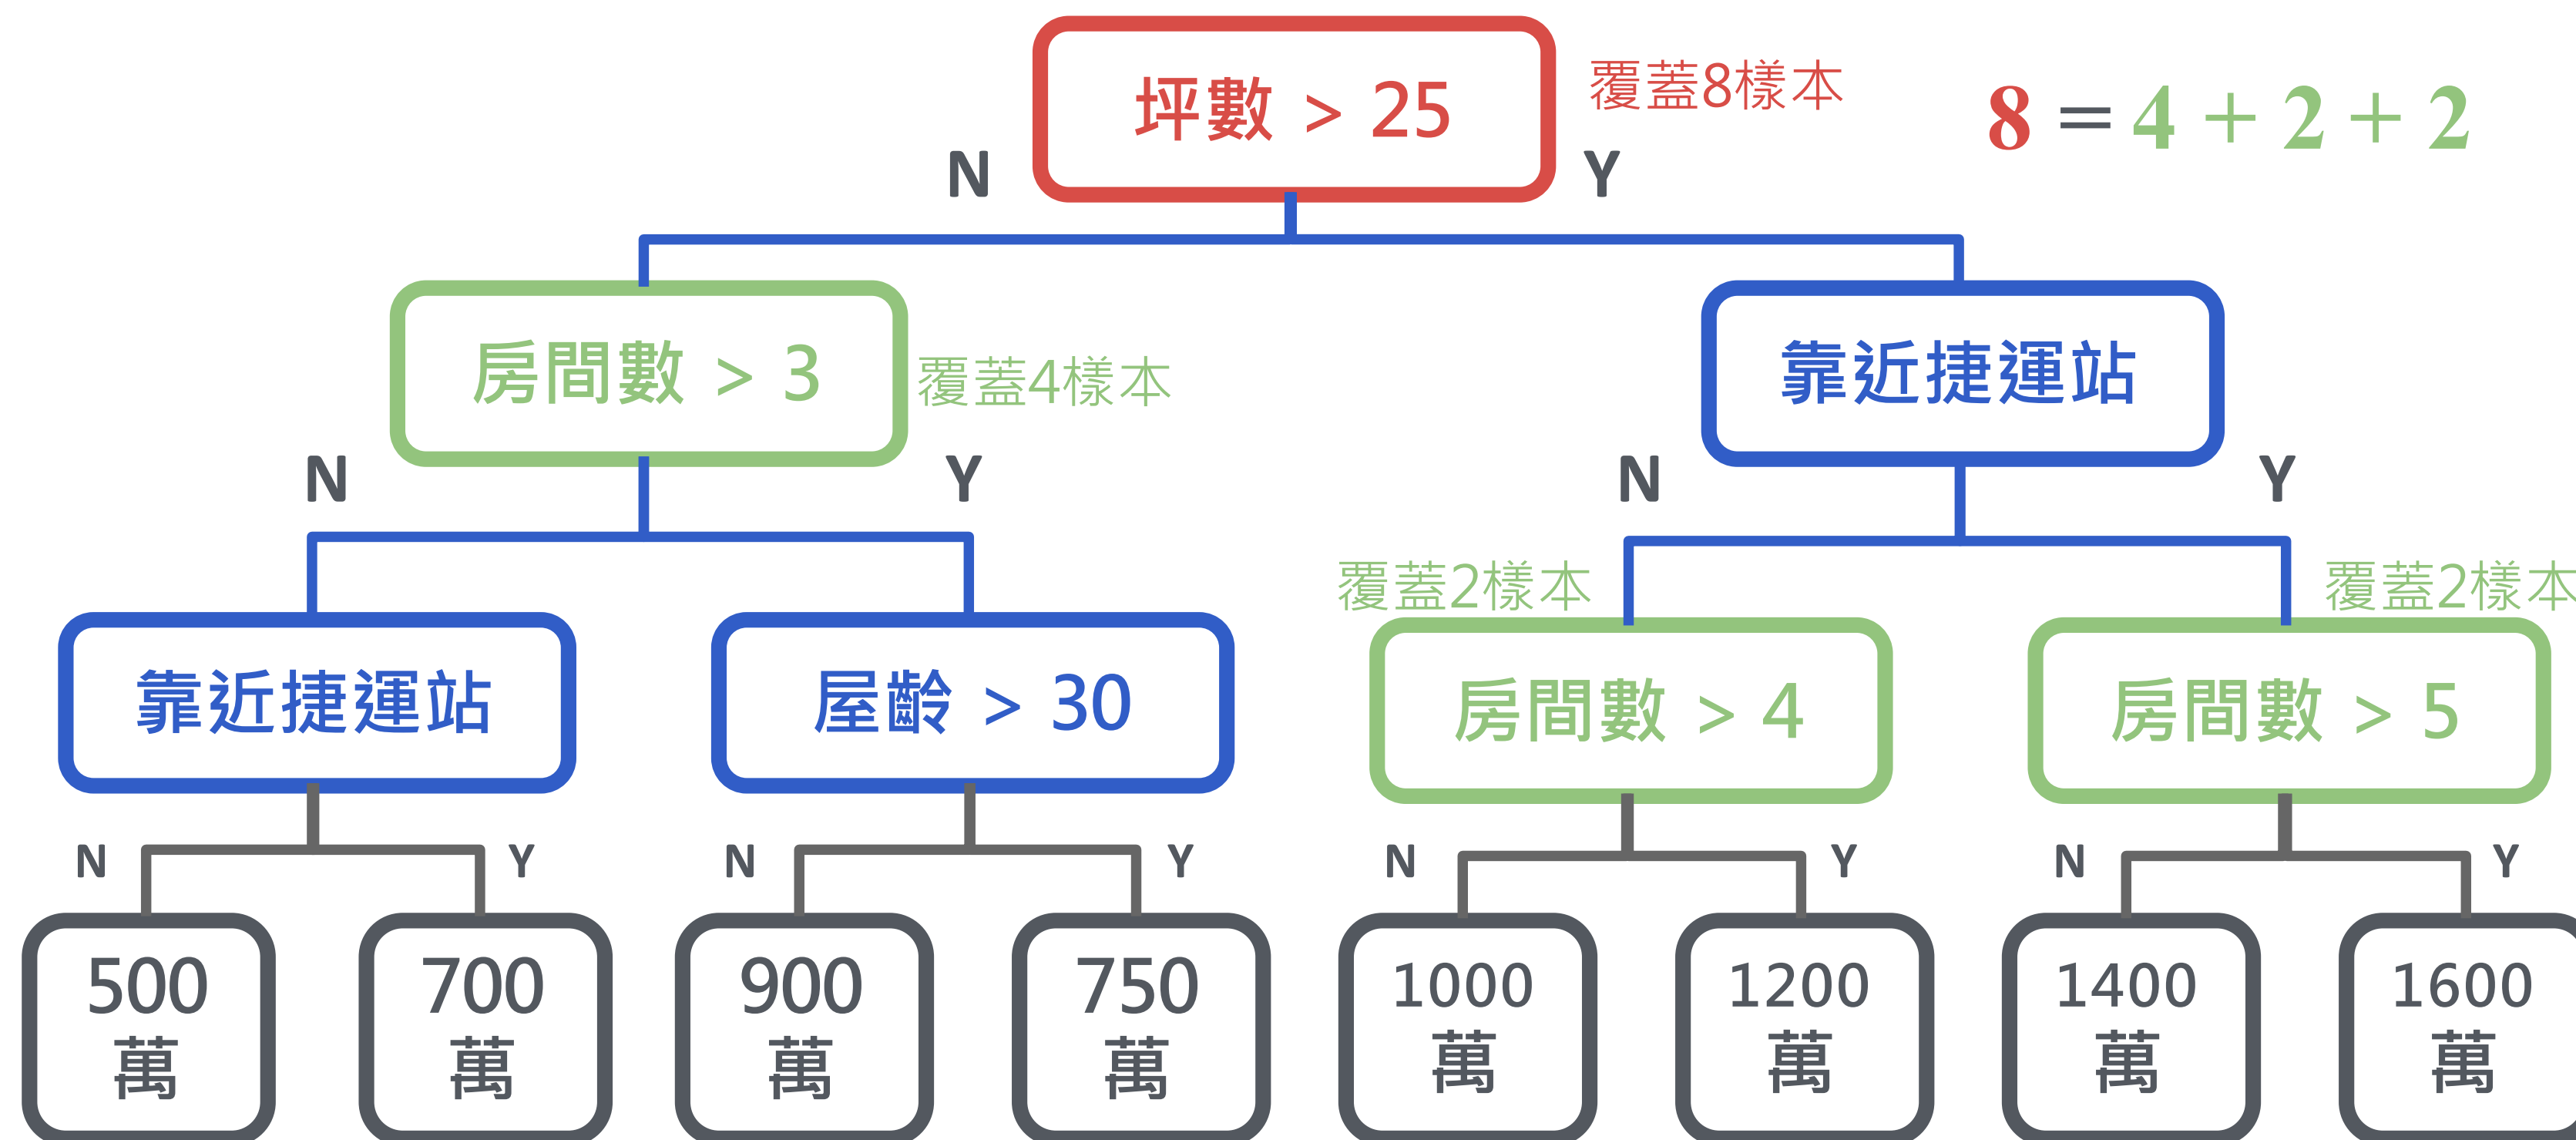 坪數 > 25
覆蓋8樣本
8 = 4 + 2 + 2
N
Y
房間數 > 3
覆蓋4樣本
靠近捷運站
N
Y
N
Y
覆蓋2樣本
覆蓋2樣本
靠近捷運站
屋齡 > 30
房間數 > 4
房間數 > 5
N
Y
N
Y
N
Y
N
Y
500
萬
700
萬
900
萬
750
萬
1000
萬
1200
萬
1400
萬
1600
萬